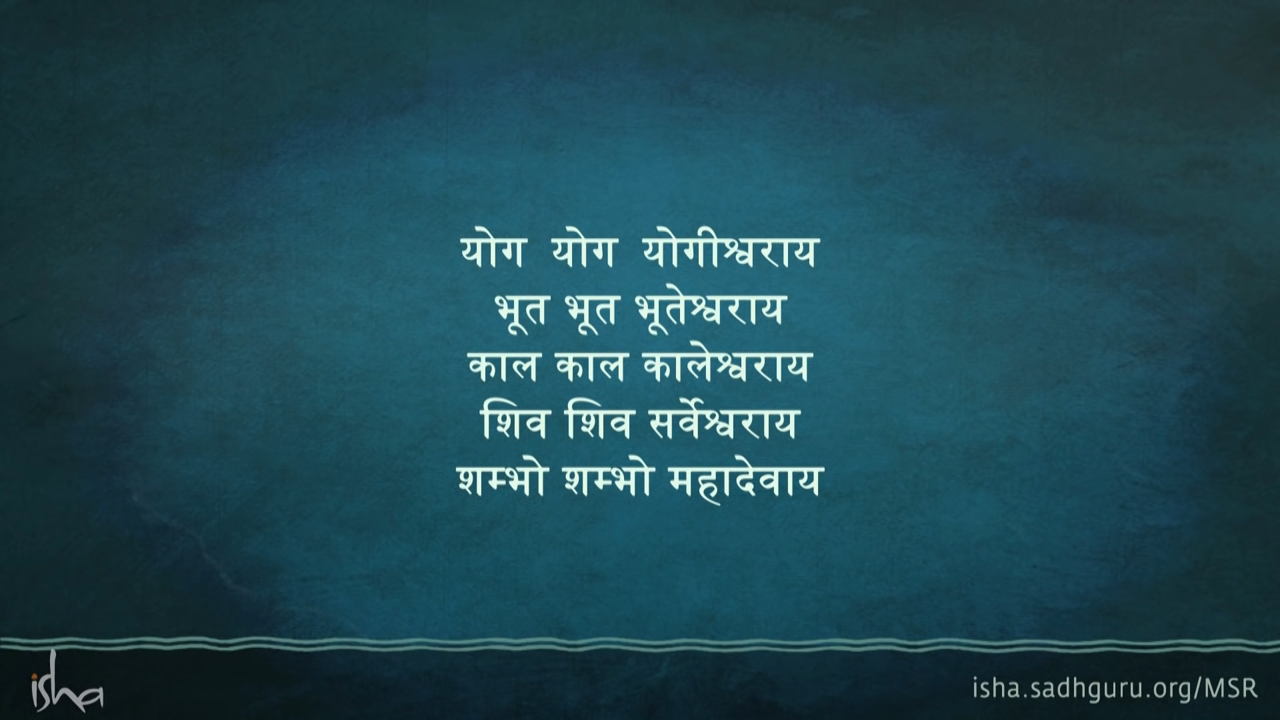 योग योग योगीश्वराय
भूत भूत भूतेश्वराय
काल काल कालेश्वराय
शिव शिव सर्वेश्वराय
शम्भो शम्भो महादेवाय
isha
isha.sadhguru.org/MSR